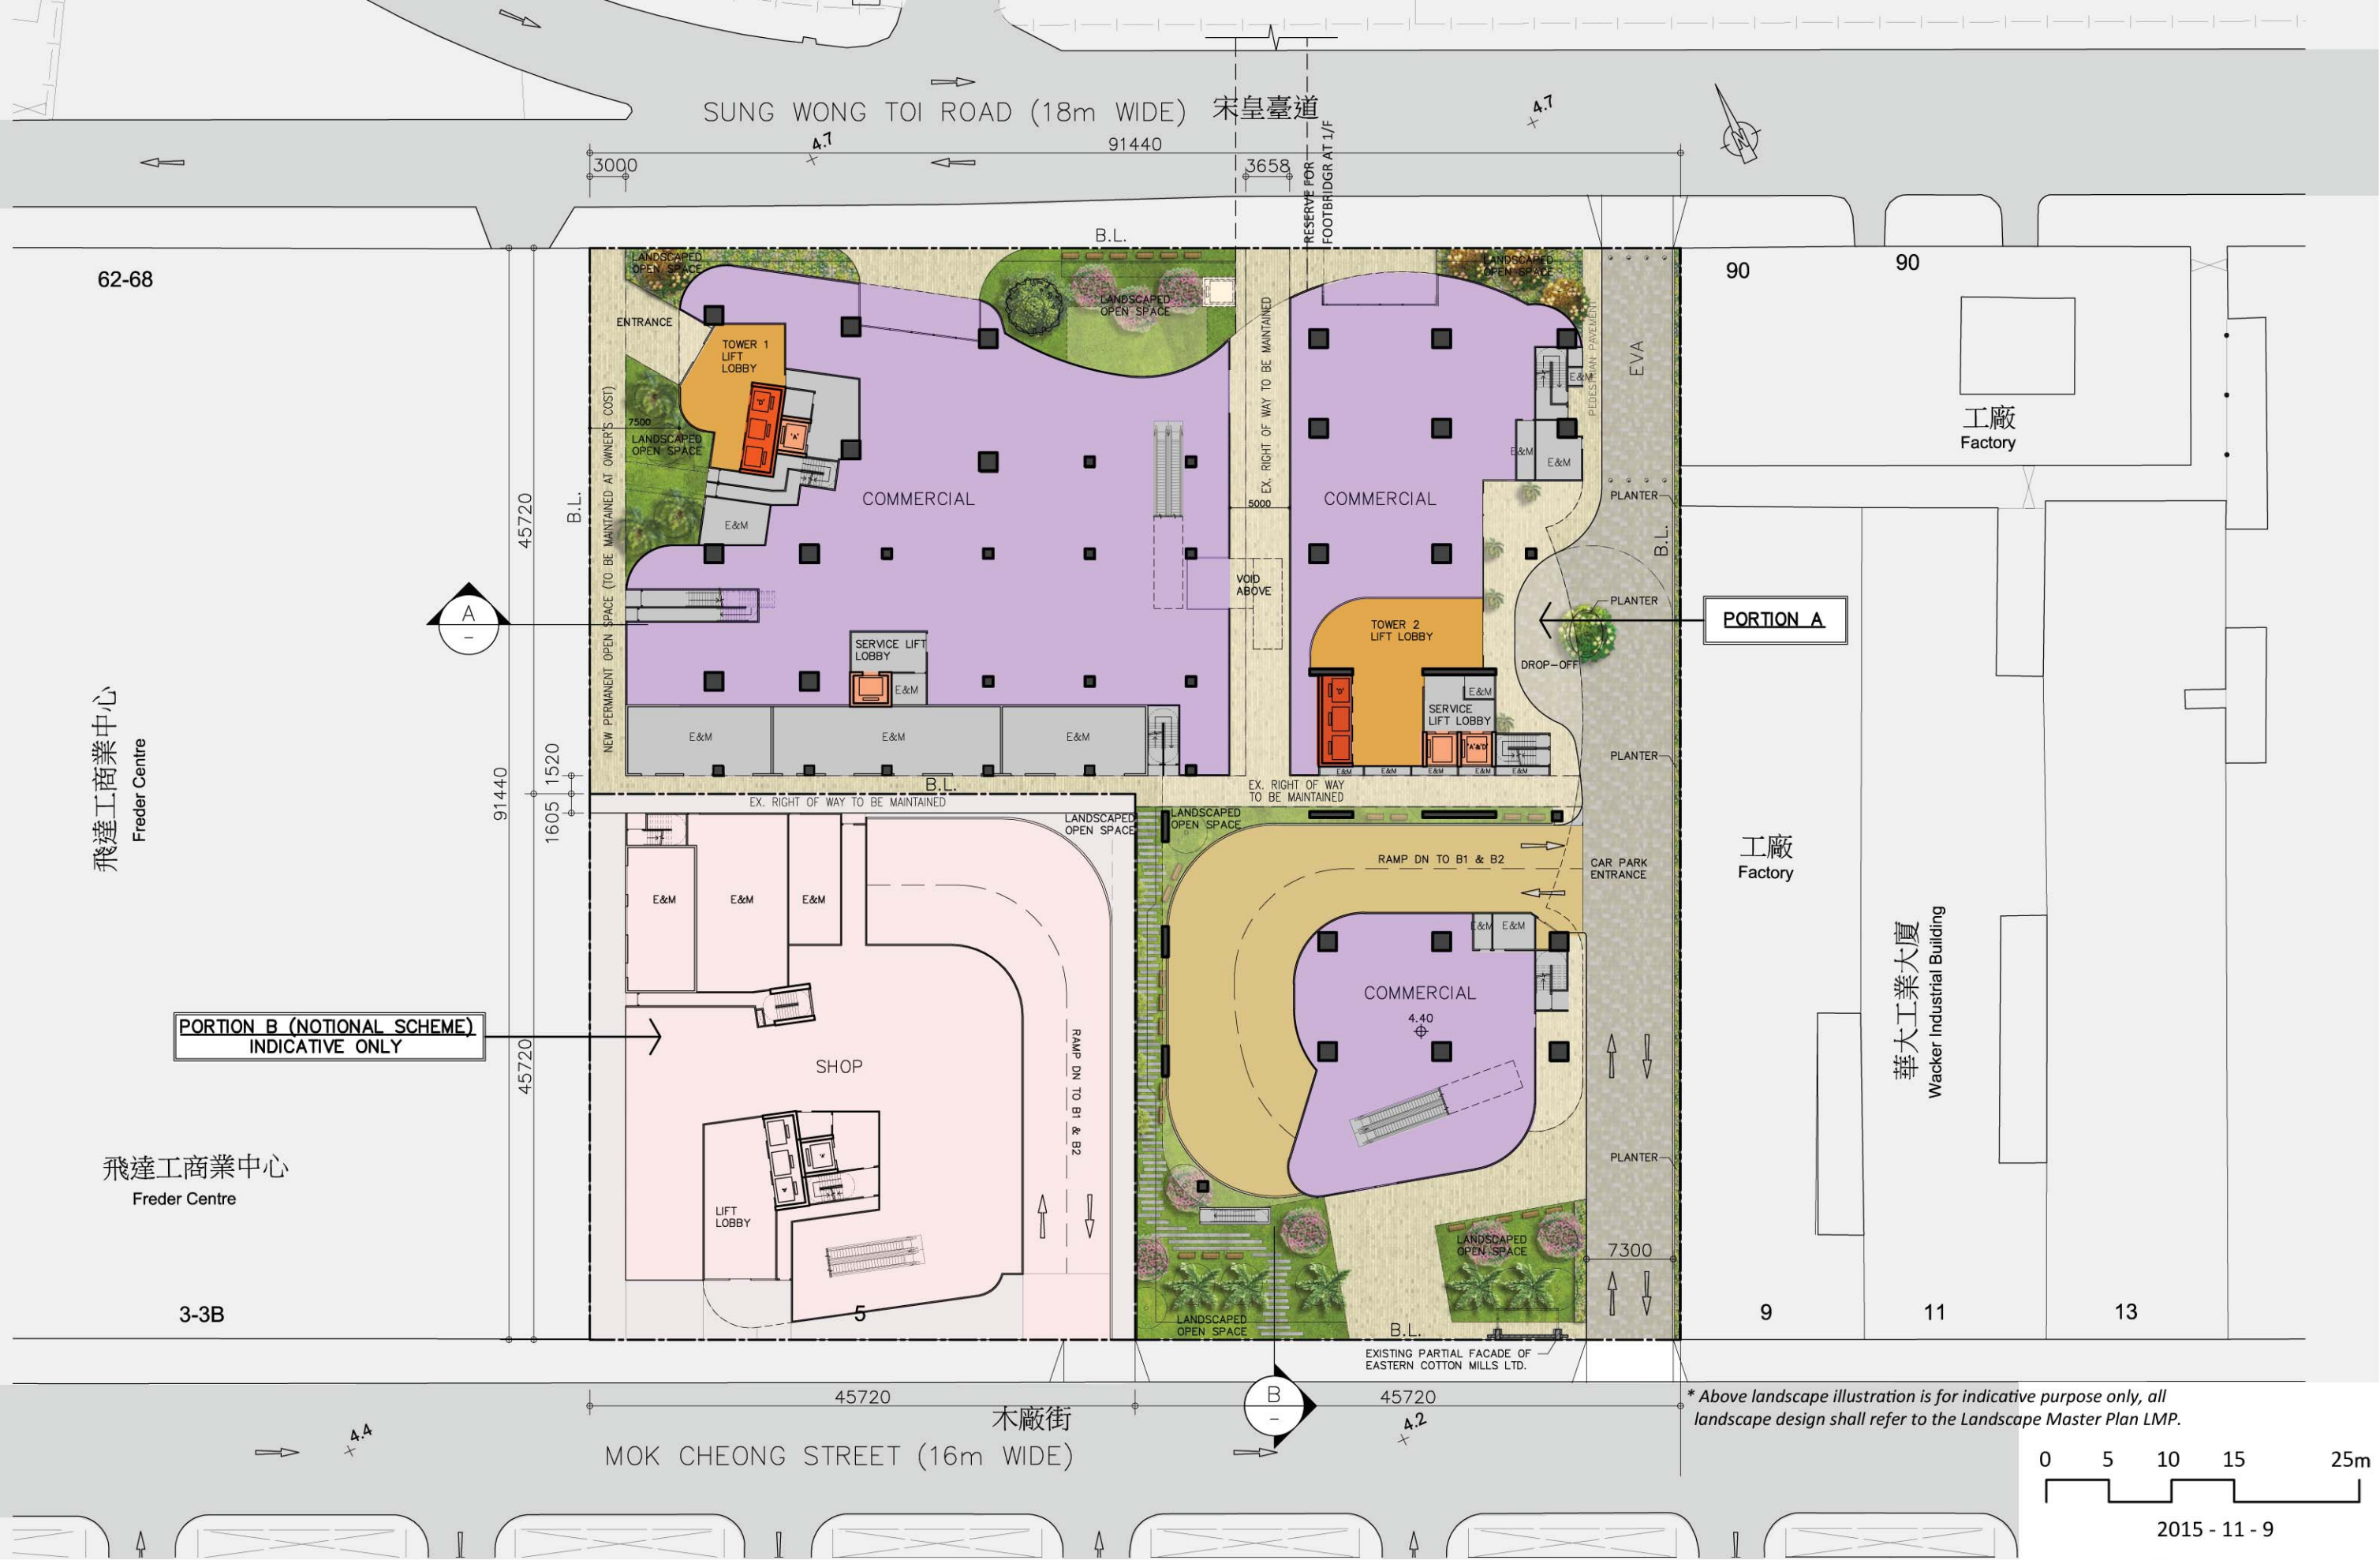 SUNG WONG TOI ROAD (18m WIDE) 宋皇臺道
4.7
4.7
91440
3000
3658
RESERVE FOR
FOOTBRIDGR AT 1/F
B.L.
62-68
90
90
LANDSCAPED
OPEN SPACE
LANDSCAPED
OPEN SPACE
LANDSCAPED
OPEN SPACE
ENTRANCE
TOWER 1
LIFT
LOBBY
"D"
"A"
7500
LANDSCAPED
OPEN SPACE
E&M
COMMERCIAL
EX. RIGHT OF WAY TO BE MAINTAINED
EX. RIGHT OF WAY TO BE MAINTAINED
5000
COMMERCIAL
E&M
E&M
E&M
PEDESTRIAN PAVEMENT
EVA
工廠
Factory
PLANTER
B.L.
45720
B.L.
NEW PERMANENT OPEN SPACE (TO BE MAINTAINED AT OWNER'S COST)
VOID
ABOVE
A
–
PLANTER
PORTION A
TOWER 2
LIFT LOBBY
DROP-OFF
SERVICE LIFT
LOBBY
E&M
"D"
E&M
SERVICE
LIFT LOBBY
"A&D"
E&M
E&M
E&M
E&M
E&M
E&M
E&M
E&M
PLANTER
飛達工商業中心
Freder Centre
91440
1520
1605
B.L.
EX. RIGHT OF WAY TO BE MAINTAINED
EX. RIGHT OF WAY
TO BE MAINTAINED
LANDSCAPED
OPEN SPACE
LANDSCAPED
OPEN SPACE
RAMP DN TO B1 & B2
CAR PARK
ENTRANCE
工廠
Factory
E&M
E&M
E&M
E&M
E&M
COMMERCIAL
4.40
華大工業大廈
Wacker Industrial Building
PORTION B (NOTIONAL SCHEME)
INDICATIVE ONLY
45720
SHOP
RAMP DN TO B1 & B2
飛達工商業中心
Freder Centre
LIFT
LOBBY
PLANTER
LANDSCAPED
OPEN SPACE
7300
3-3B
5
LANDSCAPED
OPEN SPACE
B.L.
9
11
13
EXISTING PARTIAL FACADE OF
EASTERN COTTON MILLS LTD.
45720
B
–
45720
* Above landscape illustration is for indicative purpose only, all
landscape design shall refer to the Landscape Master Plan LMP.
木廠街
4.4
4.2
MOK CHEONG STREET (16m WIDE)
0 5 10 15 25m
2015 - 11 - 9